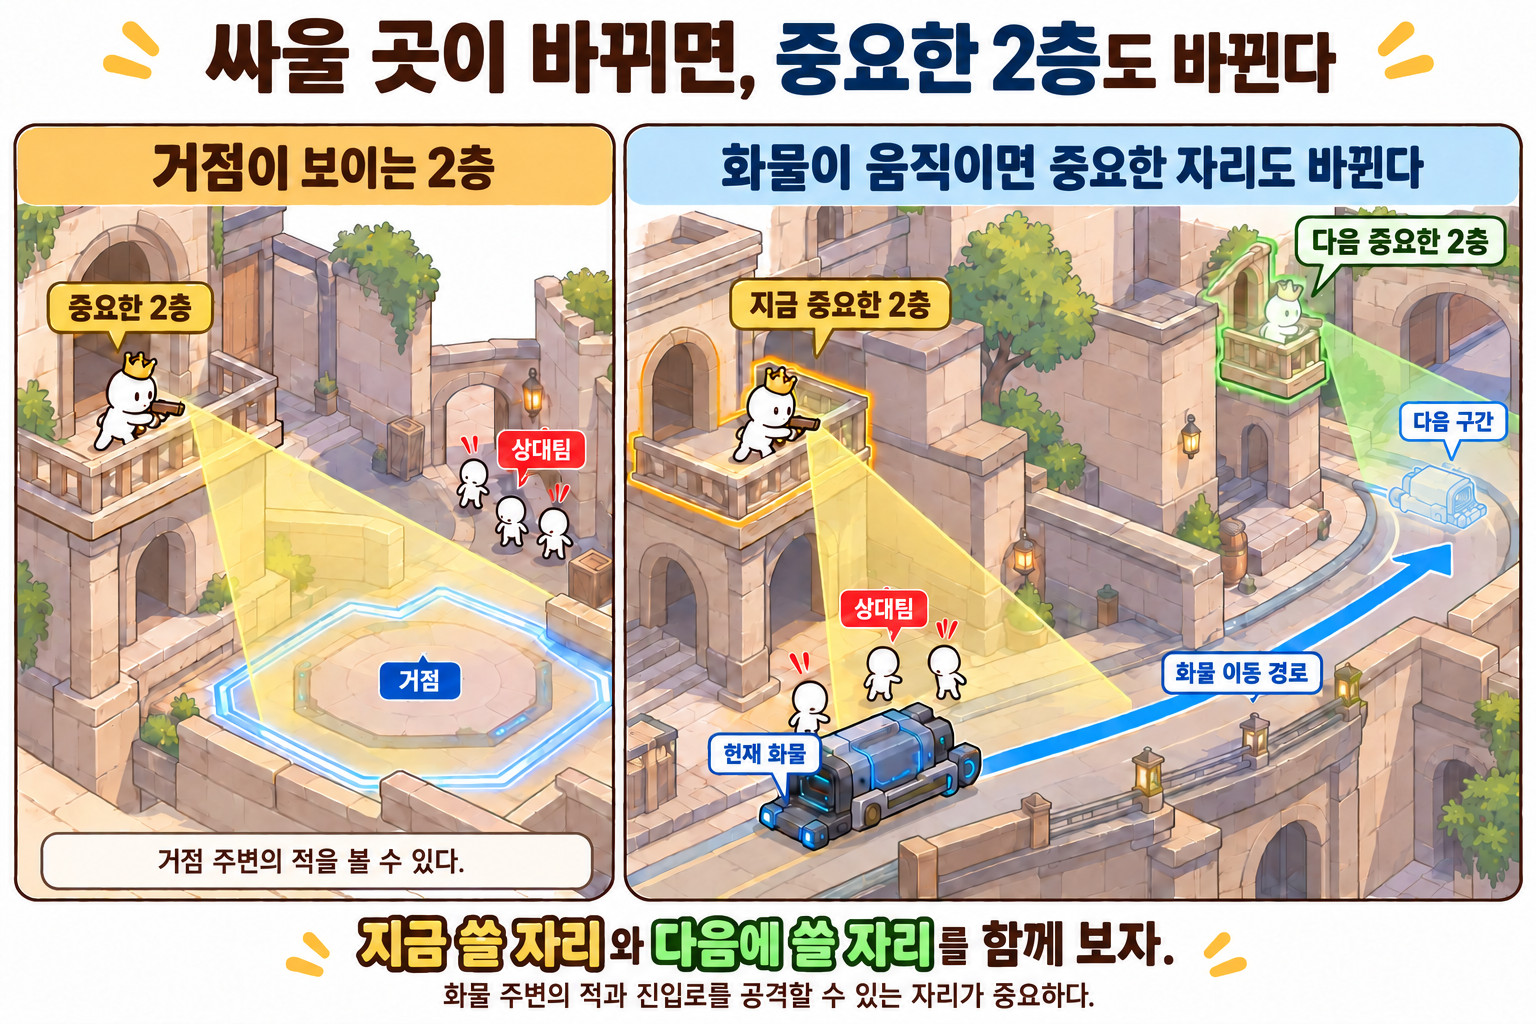 싸울 곳이 바뀌면, 중요한 2층도 바뀐다
거점이 보이는 2층
중요한 2층
상대팀
거점
거점 주변의 적을 볼 수 있다.
화물이 움직이면 중요한 자리도 바뀐다
다음 중요한 2층
지금 중요한 2층
다음 구간
상대팀
화물 이동 경로
헌재 화물
지금 쓸 자리와 다음에 쓸 자리를 함께 보자.
화물 주변의 적과 진입로를 공격할 수 있는 자리가 중요하다.